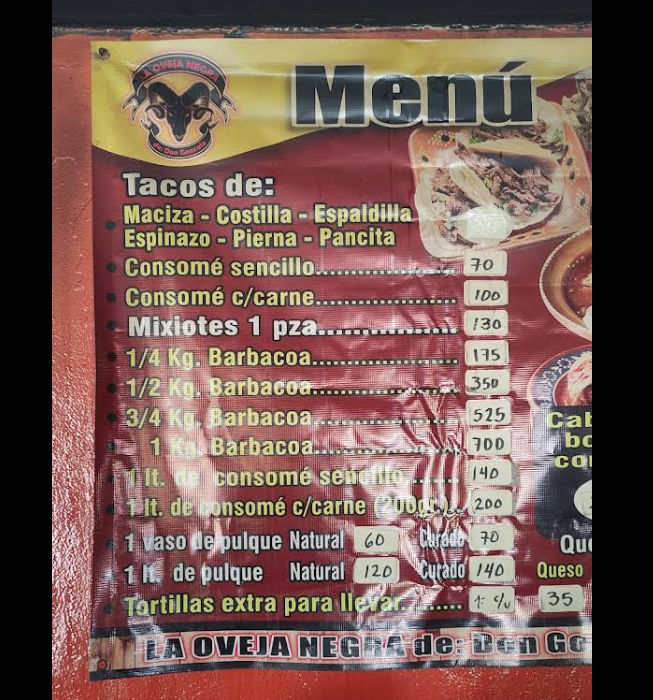 LA OVEJA NEGRA
de: Don Gonzalo
Menú
Tacos de:
Maciza - Costilla - Espaldilla
Espinazo - Pierna - Pancita
Consomé sencillo.................... 70
Consomé c/carne.................... 100
Mixiotes 1 pza.................... 130
1/4 Kg. Barbacoa.................... 175
1/2 Kg. Barbacoa.................... 350
3/4 Kg. Barbacoa.................... 525
1 Kg. Barbacoa.................... 700
1 lt. de consomé sencillo........ 140
1 lt. de consomé c/carne (200gr.).. 200
1 vaso de pulque Natural 60 Curado 70
1 lt. de pulque Natural 120 Curado 140
Queso 35
Tortillas extra para llevar......... 1 c/u
LA OVEJA NEGRA de: Don